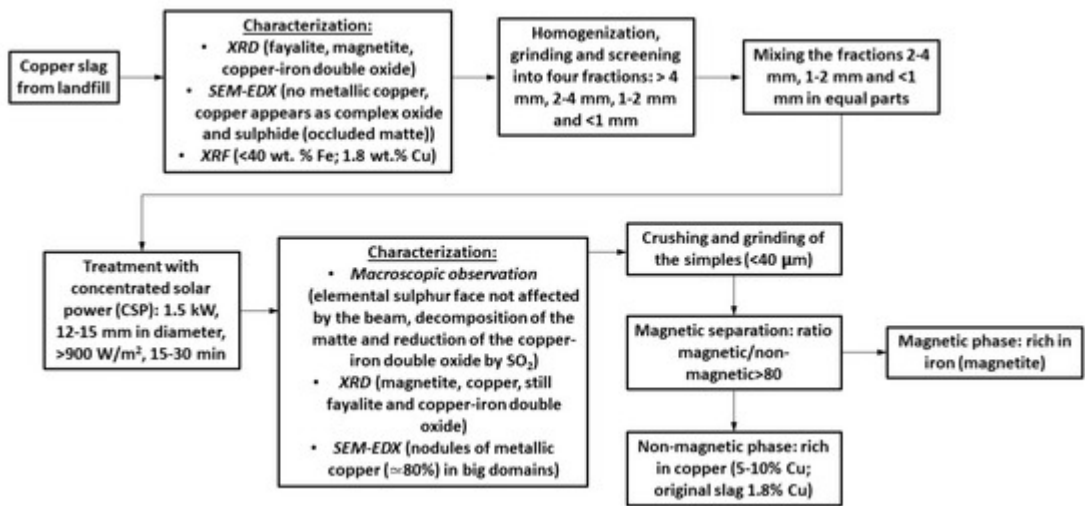 Copper slag
from landfill
Characterization:
• XRD (fayalite, magnetite,
copper-iron double oxide)
• SEM-EDX (no metallic copper,
copper appears as complex oxide
and sulphide (occluded matte))
• XRF (<40 wt. % Fe; 1.8 wt.% Cu)
Homogenization,
grinding and screening
into four fractions: > 4
mm, 2-4 mm, 1-2 mm
and <1 mm
Mixing the fractions 2-4
mm, 1-2 mm and <1
mm in equal parts
Treatment with
concentrated solar
power (CSP): 1.5 kW,
12-15 mm in diameter,
>900 W/m², 15-30 min
Characterization:
• Macroscopic observation
(elemental sulphur face not affected
by the beam, decomposition of the
matte and reduction of the copper-
iron double oxide by SO₂)
• XRD (magnetite, copper, still
fayalite and copper-iron double
oxide)
• SEM-EDX (nodules of metallic
copper (≃80%) in big domains)
Crushing and grinding of
the simples (<40 μm)
Magnetic separation: ratio
magnetic/non-
magnetic>80
Magnetic phase: rich in
iron (magnetite)
Non-magnetic phase: rich
in copper (5-10% Cu;
original slag 1.8% Cu)